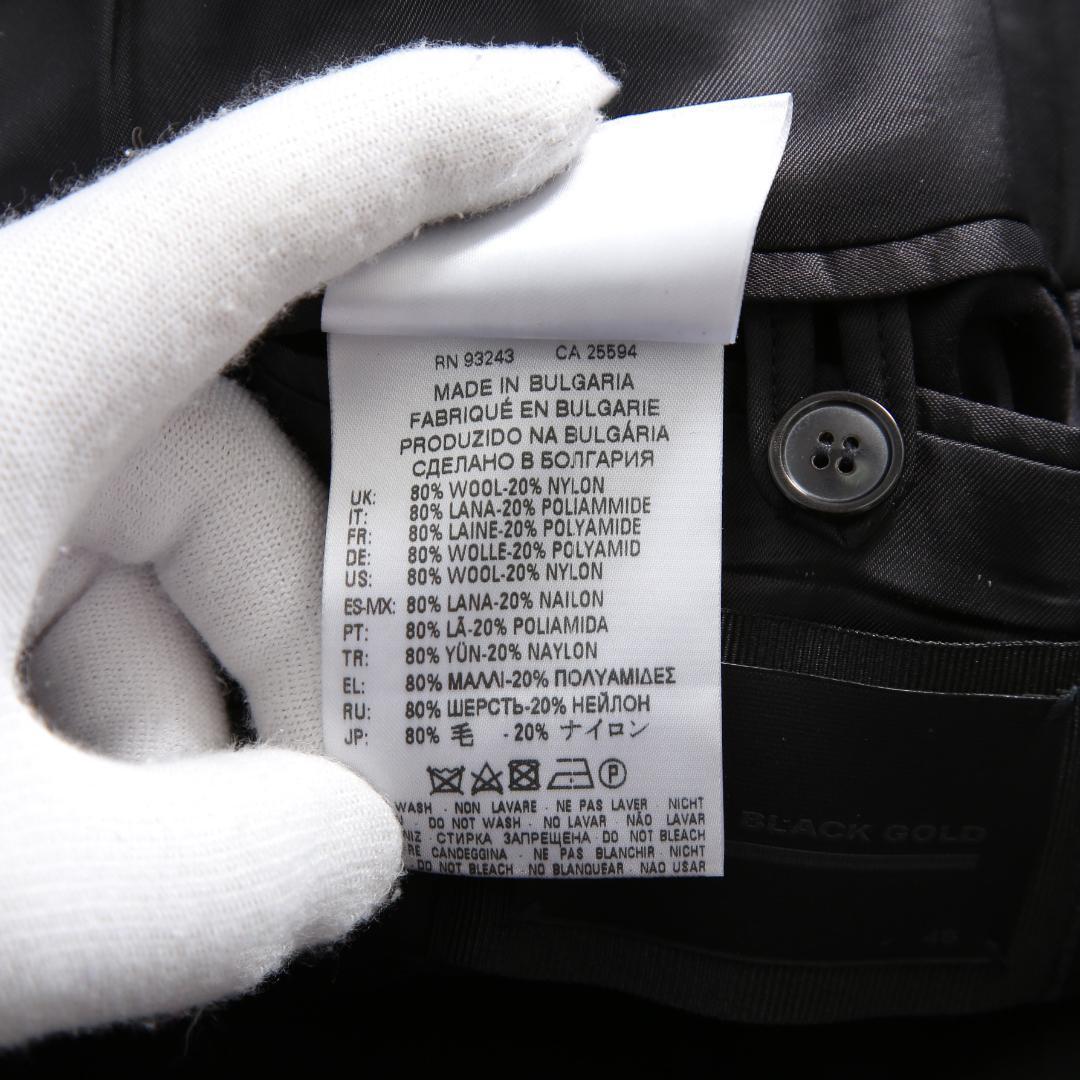 RN 93243 CA 25594
MADE IN BULGARIA
FABRIQUÉ EN BULGARIE
PRODUZIDO NA BULGÁRIA
СДЕЛАНО В БОЛГАРИЯ
UK: 80% WOOL-20% NYLON
IT: 80% LANA-20% POLIAMMIDE
FR: 80% LAINE-20% POLYAMIDE
DE: 80% WOLLE-20% POLYAMID
US: 80% WOOL-20% NYLON
ES-MX: 80% LANA-20% NAILON
PT: 80% LÃ-20% POLIAMIDA
TR: 80% YÜN-20% NAYLON
EL: 80% ΜΑΛΛΙ-20% ΠΟΛΥΑΜΙΔΕΣ
RU: 80% ШЕРСТЬ-20% НЕЙЛОН
JP: 80% 毛 -20% ナイロン
P
WASH - NON LAVARE - NE PAS LAVER - NICHT
- DO NOT WASH - NO LAVAR - NÃO LAVAR
- СТИРКА ЗАПРЕЩЕНА DO NOT BLEACH
CANDEGGINA - NE PAS BLANCHIR - NICHT
DO NOT BLEACH - NO BLANQUEAR - NAO USAR
BLACK GOLD